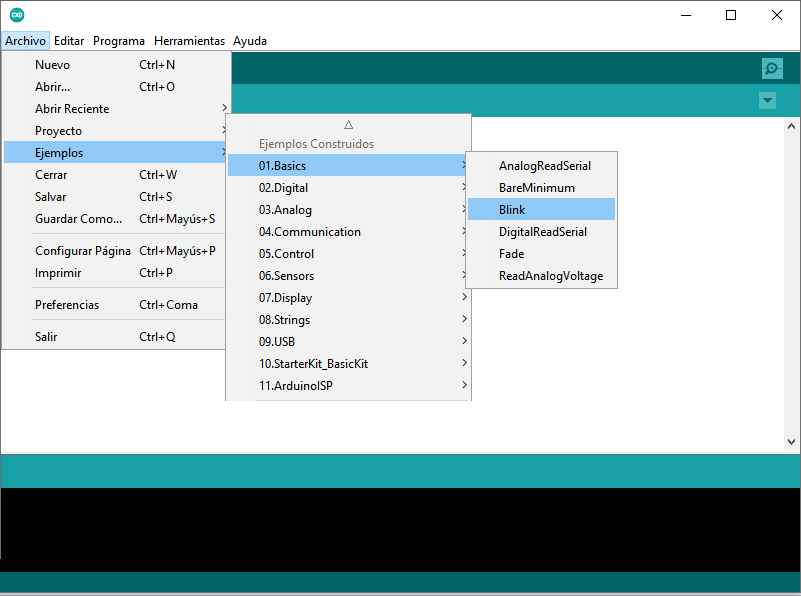 Archivo Editar Programa Herramientas Ayuda
Nuevo Ctrl+N
Abrir... Ctrl+O
Abrir Reciente
Proyecto
Ejemplos
Cerrar Ctrl+W
Salvar Ctrl+S
Guardar Como... Ctrl+Mayús+S
Configurar Página Ctrl+Mayús+P
Imprimir Ctrl+P
Preferencias Ctrl+Coma
Salir Ctrl+Q
Ejemplos Construidos
01.Basics
02.Digital
03.Analog
04.Communication
05.Control
06.Sensors
07.Display
08.Strings
09.USB
10.StarterKit_BasicKit
11.ArduinoISP
AnalogReadSerial
BareMinimum
Blink
DigitalReadSerial
Fade
ReadAnalogVoltage